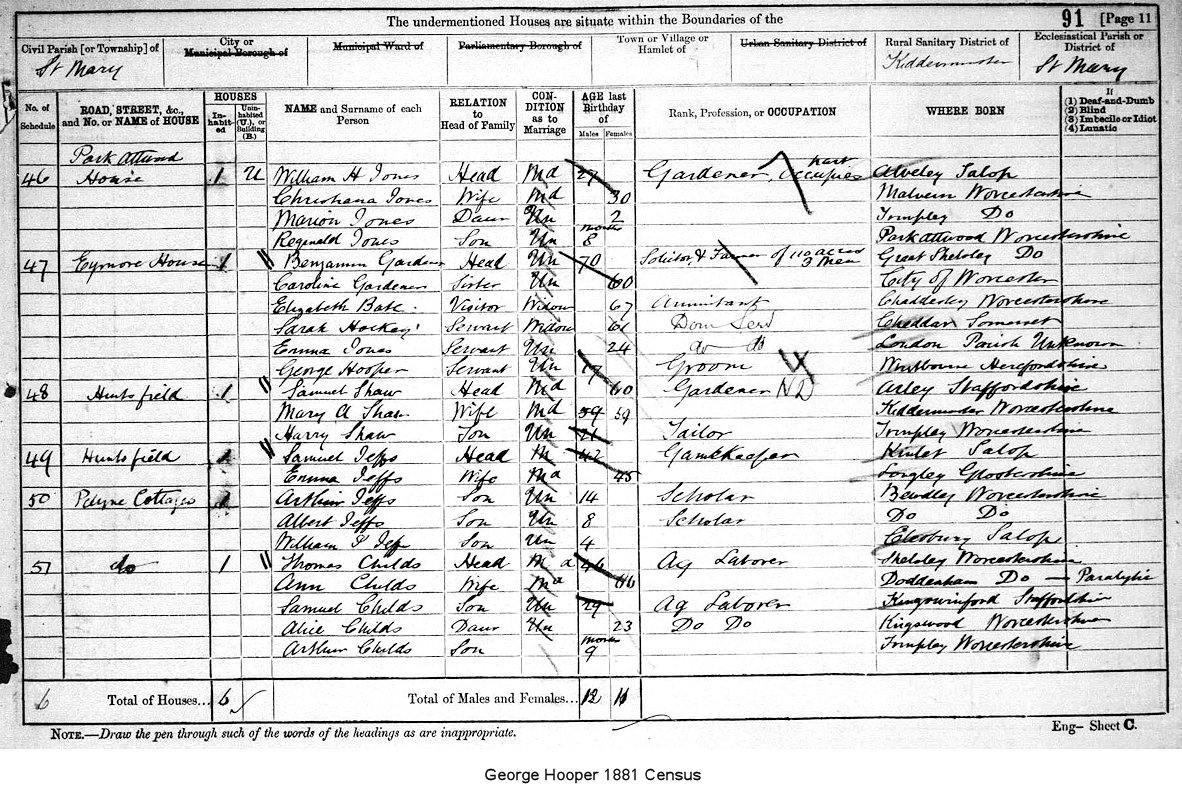 The undermentioned Houses are situate within the Boundaries of the 91 [Page 11
Civil Parish [or Township] of City or Municipal Borough of Municipal Ward of Parliamentary Borough of Town or Village or Hamlet of Urban Sanitary District of Rural Sanitary District of Ecclesiastical Parish or District of
St Mary Kidderminster St Mary
No. of Schedule ROAD, STREET, &c., and No. or NAME of HOUSE HOUSES Inhabited Uninhabited (U.), or Building (B.) NAME and Surname of each Person RELATION to Head of Family CONDITION as to Marriage AGE last Birthday of Males Females Rank, Profession, or OCCUPATION WHERE BORN If (1) Deaf-and-Dumb (2) Blind (3) Imbecile or Idiot (4) Lunatic
46 House 1 U William H Jones Head Md 27 Gardener, Occupies part Alveley Salop
Christiana Jones Wife Md 30 Malvern Worcestershire
Marion Jones Daur Un 2 Trimpley Do
Reginald Jones Son Un 8 months Parkattwood Worcestershire
47 Eymore House 1 Benjamin Gardener Head Un 70 Solicitor & Farmer of 110 acres 3 Men Great Shelsley Do
Caroline Gardener Sister Un 60 City of Worcester
Elizabeth Bate Visitor Widow 67 Annuitant Chaddesley Worcestershire
Sarah Hockey Servant Widow 61 Dom Serv Cheddar Somerset
Emma Jones Servant Un 24 do do London Parish Unknown
George Hooper Servant Un 19 Groom Herefordshire
48 Huntsfield 1 Samuel Shaw Head Md 60 Gardener ND Arley Staffordshire
Mary A Shaw Wife Md 59 59 Kidderminster Worcestershire
Harry Shaw Son Un 21 Tailor Trimpley Worcestershire
49 Huntsfield 1 Samuel Jeffs Head M 42 Gamekeeper Kinlet Salop
Emma Jeffs Wife Ma 45 Longley Glostershire
50 Cottages 1 Arthur Jeffs Son Un 14 Scholar Bewdley Worcestershire
Albert Jeffs Son Un 8 Scholar Do Do
William Jeffs Son Un 4 Salop
51 do 1 Thomas Childs Head Ma Ag Laborer Shelsley Worcestershire
Ann Childs Wife Ma 66 Doddenham Do — Paralytic
Samuel Childs Son Un 29 Ag Laborer Kingswinford Staffordshire
Alice Childs Daur Un 23 Do Do Kingswood Worcestershire
Arthur Childs Son 9 months Trimpley Worcestershire
6 Total of Houses... 6 Total of Males and Females... 12 11
NOTE.—Draw the pen through such of the words of the headings as are inappropriate. Eng– Sheet C.
George Hooper 1881 Census